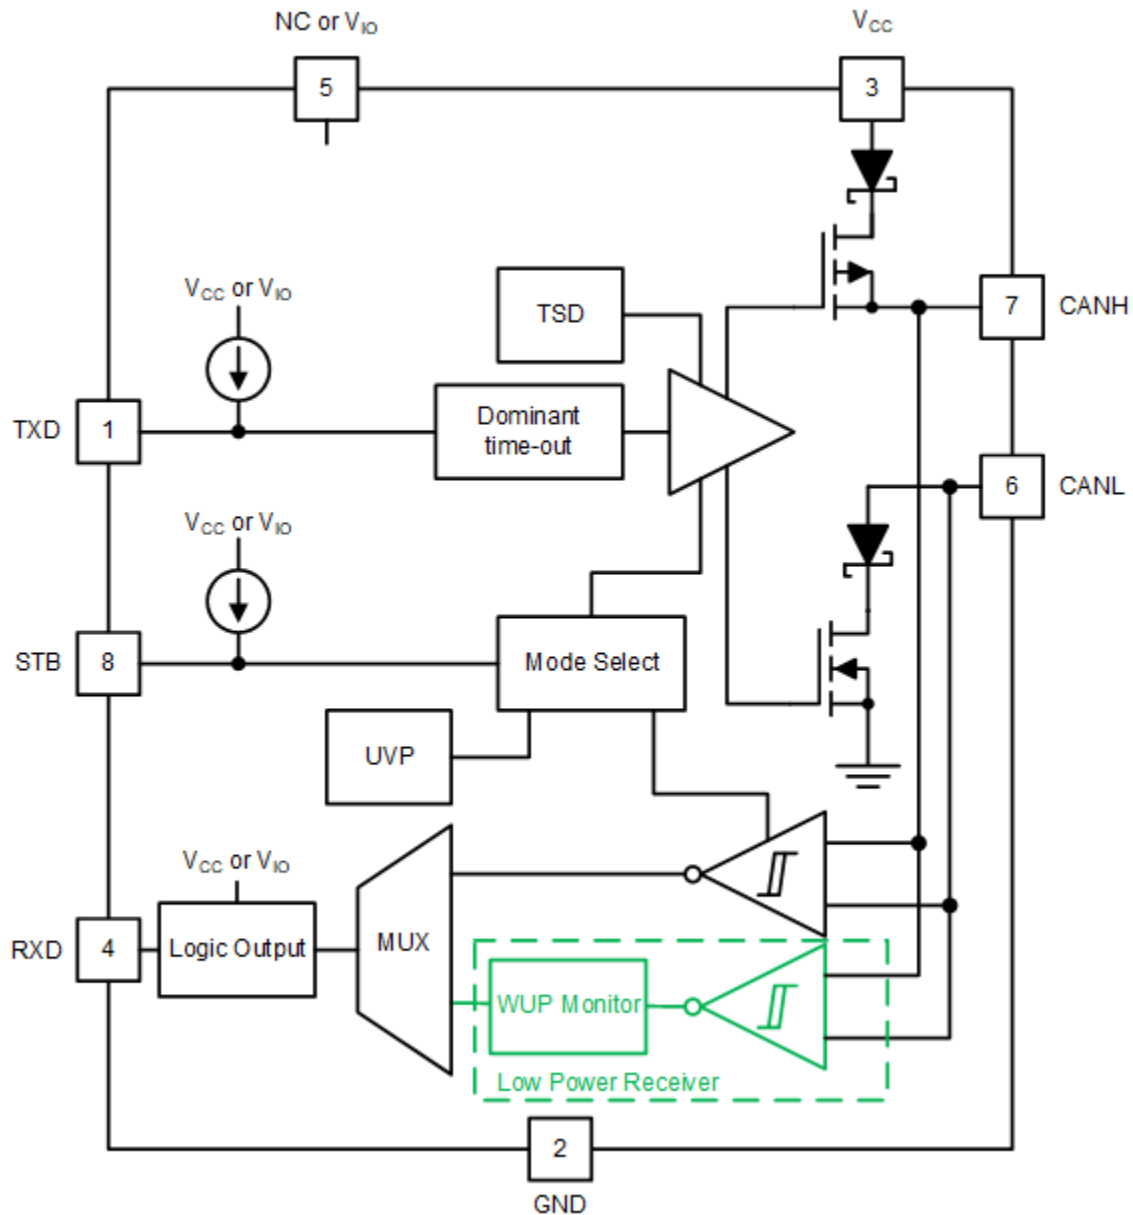 NC or VIO
VCC
5
3
VCC or VIO
TSD
7
CANH
TXD
1
Dominant
time-out
6
CANL
VCC or VIO
STB
8
Mode Select
UVP
VCC or VIO
RXD
4
Logic Output
MUX
WUP Monitor
Low Power Receiver
2
GND